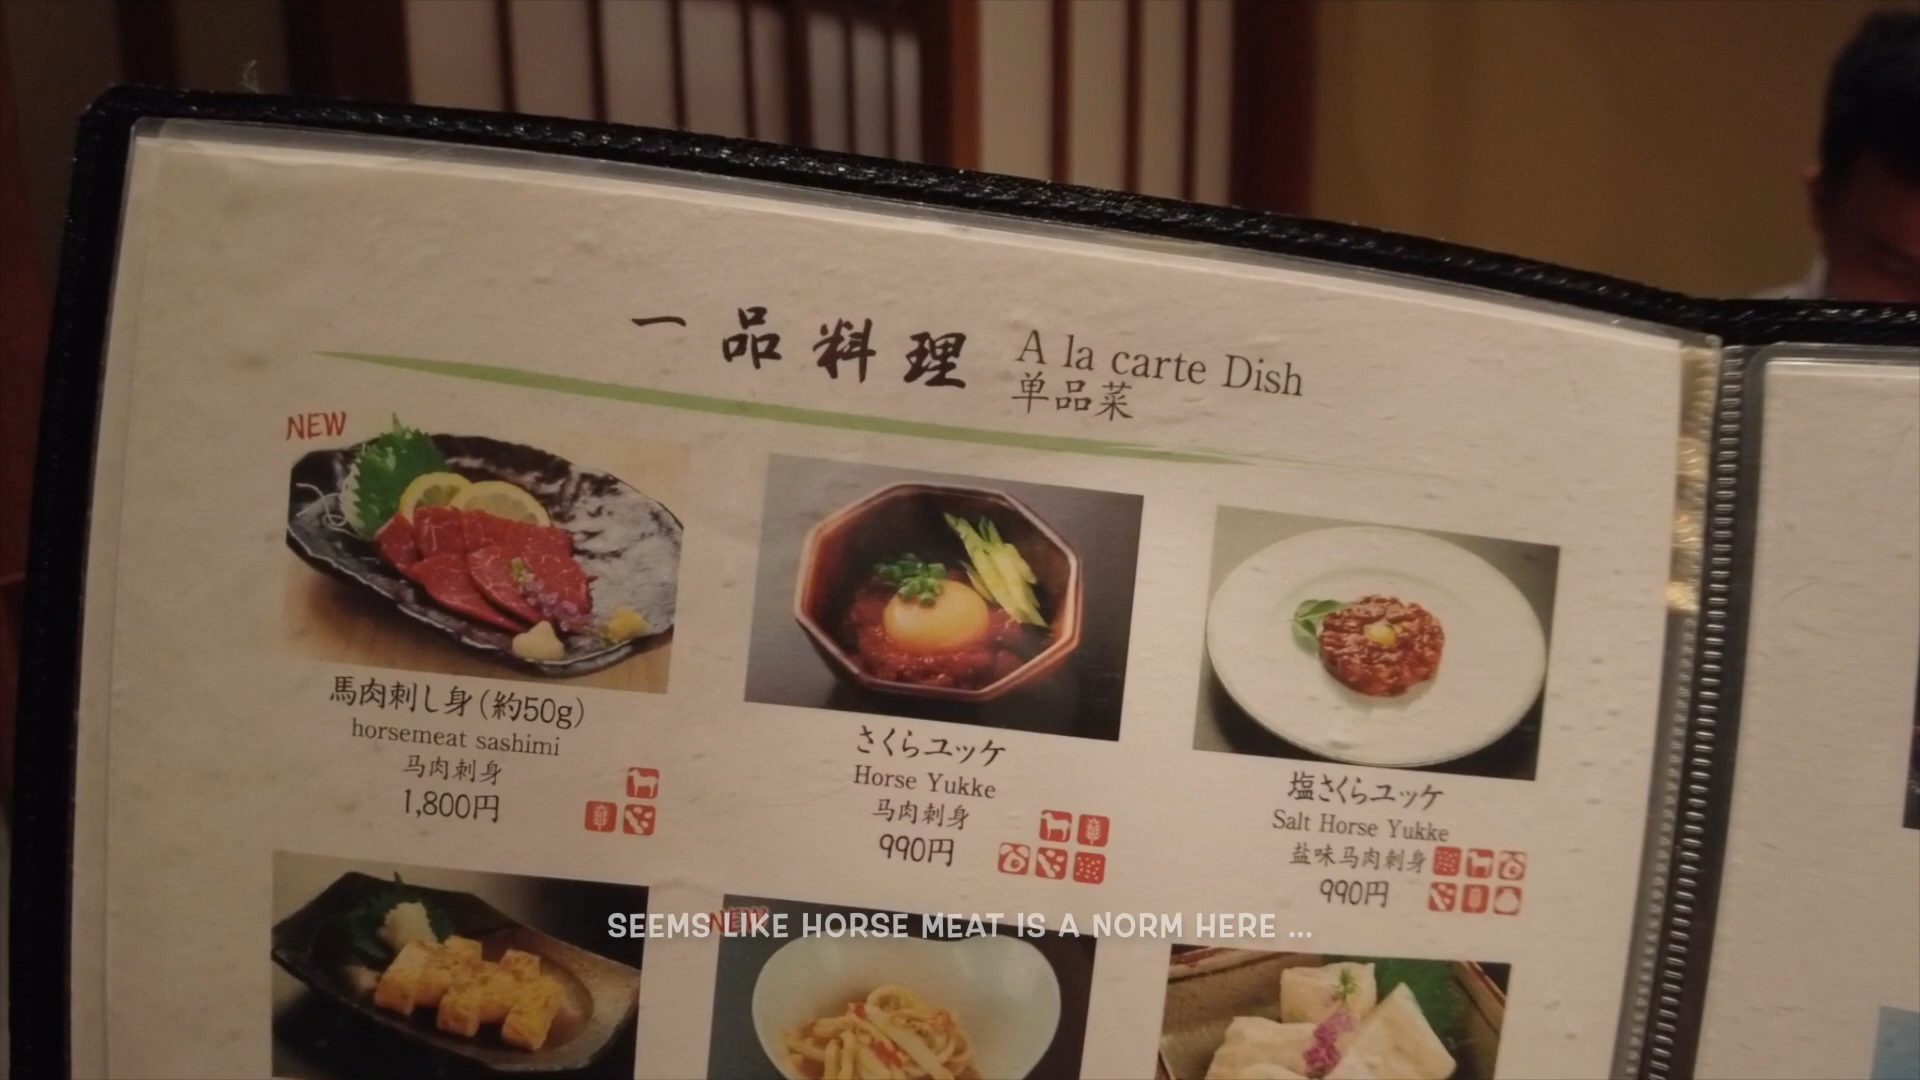 一品料理
A la carte Dish
单品菜
NEW
馬肉刺し身(約50g)
horsemeat sashimi
马肉刺身
1,800円
さくらユッケ
Horse Yukke
马肉刺身
990円
塩さくらユッケ
Salt Horse Yukke
盐味马肉刺身
990円
NEW
SEEMS LIKE HORSE MEAT IS A NORM HERE ...